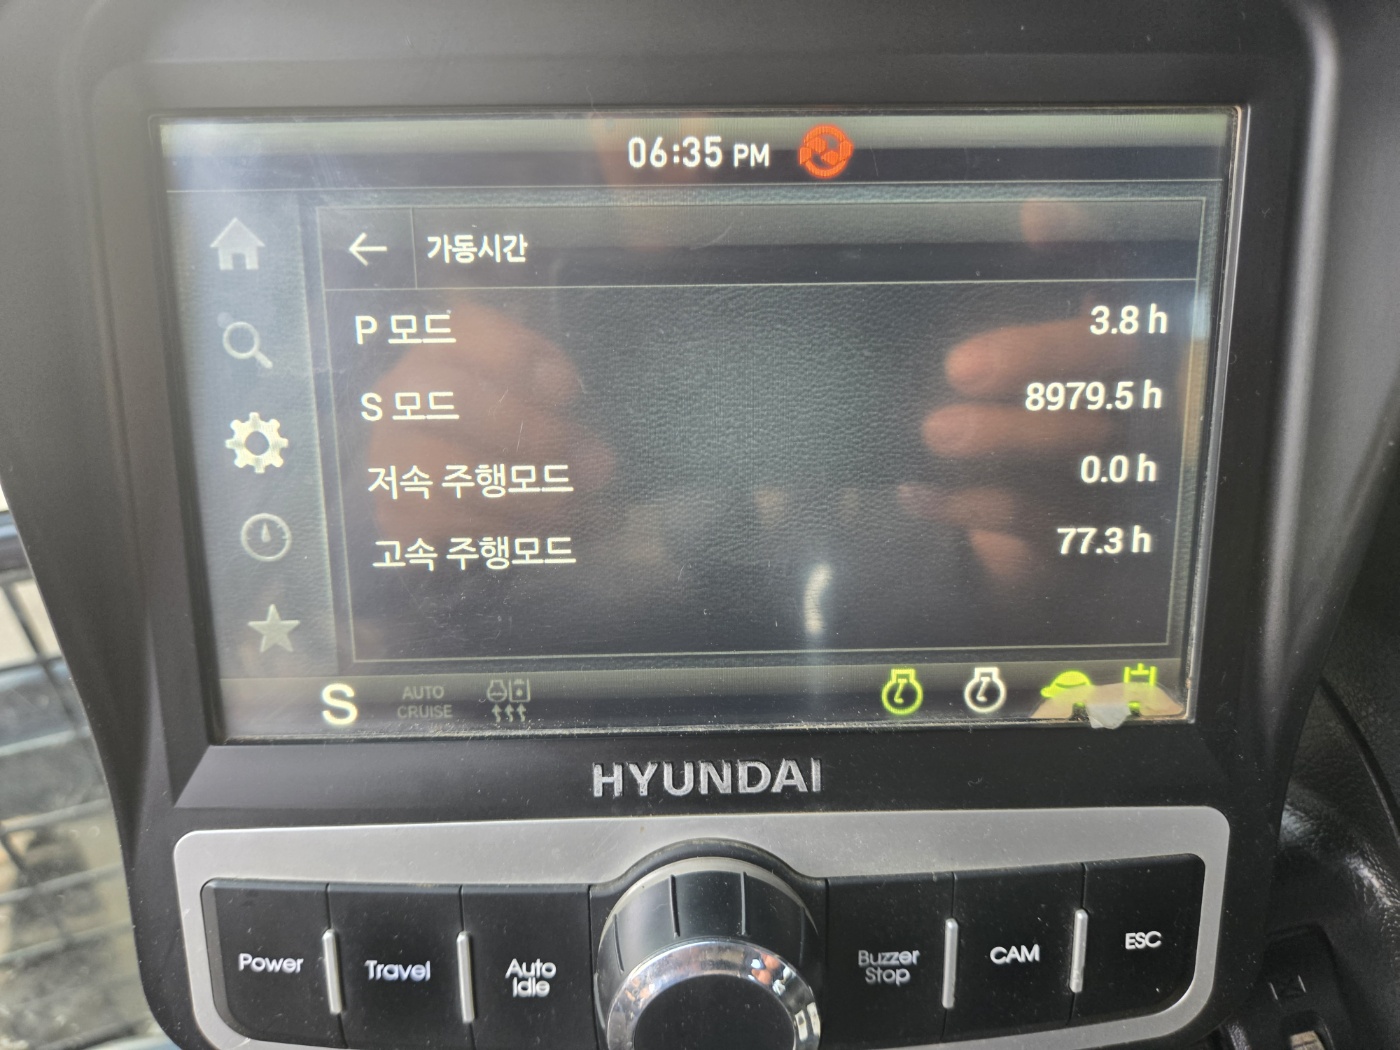 06:35 PM
가동시간
P 모드 3.8 h
S 모드 8979.5 h
저속 주행모드 0.0 h
고속 주행모드 77.3 h
S
AUTO
CRUISE
HYUNDAI
Power
Travel
Auto
Idle
Buzzer
Stop
CAM
ESC